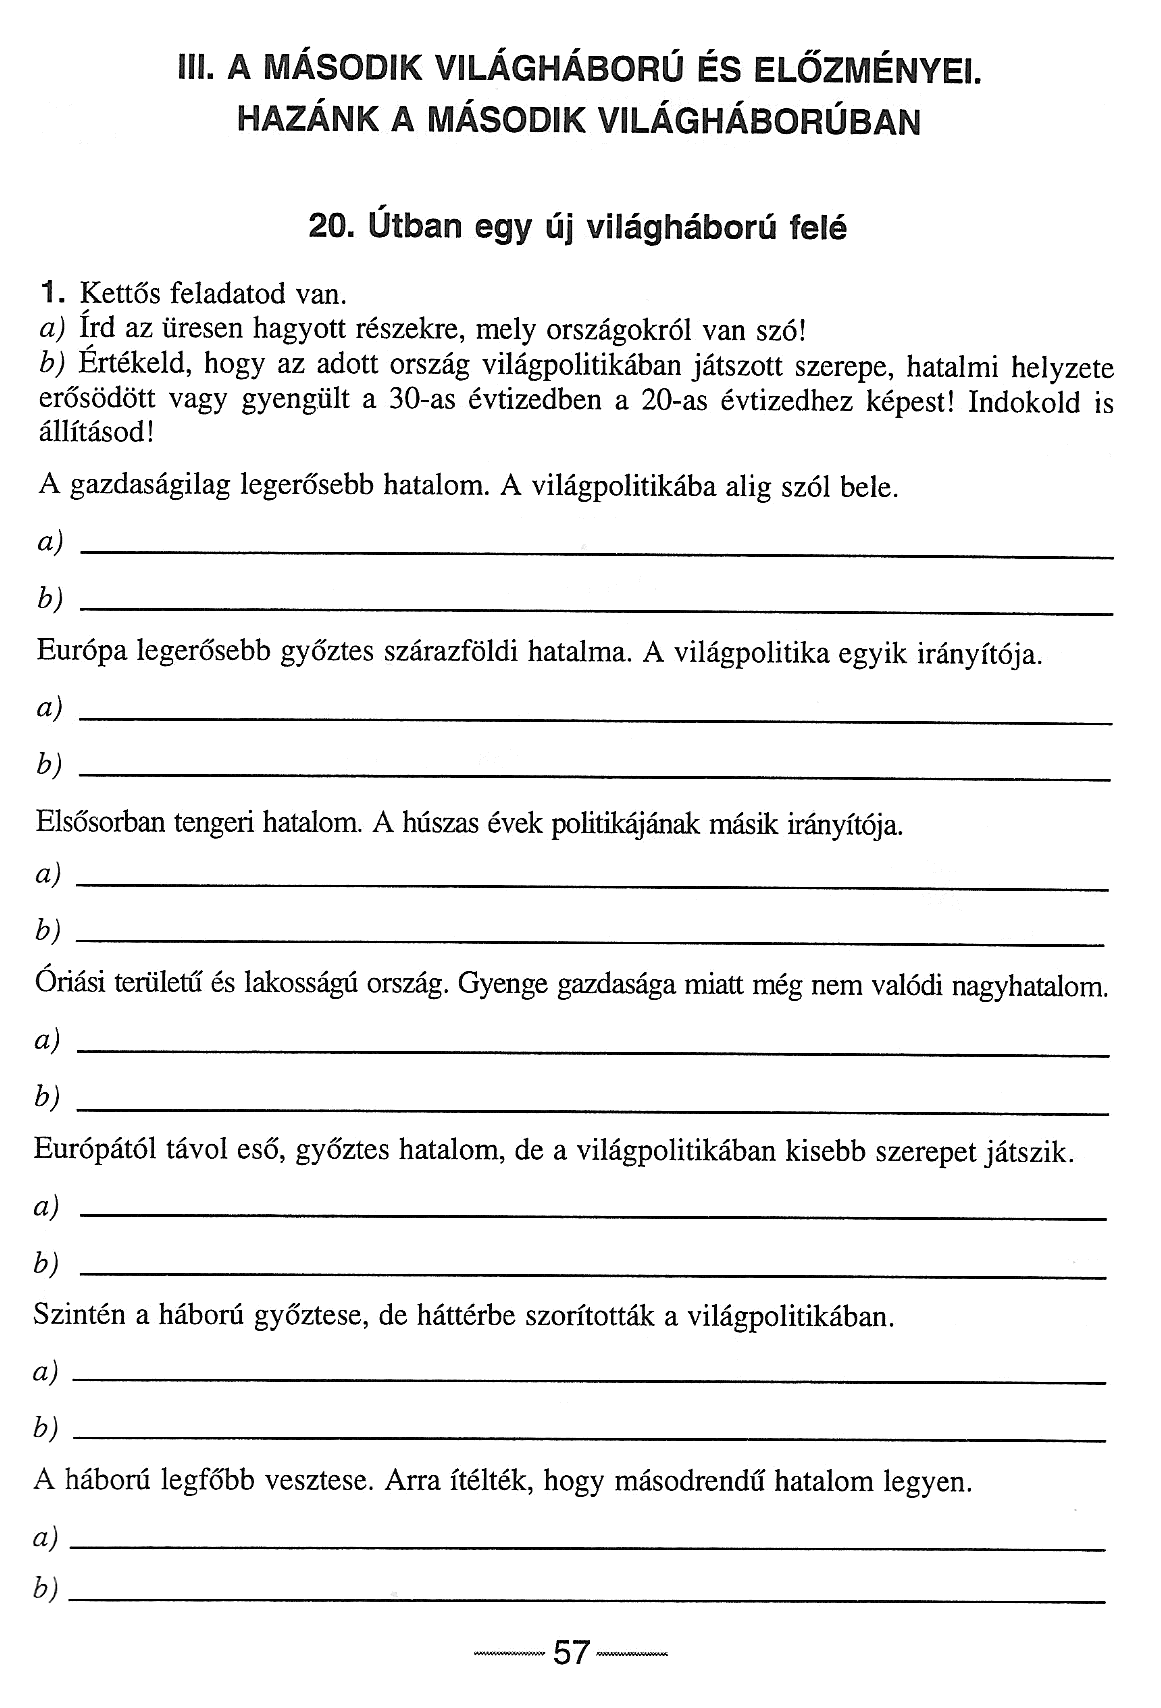 III. A MÁSODIK VILÁGHÁBORÚ ÉS ELŐZMÉNYEI.
HAZÁNK A MÁSODIK VILÁGHÁBORÚBAN
20. Útban egy új világháború felé
1. Kettős feladatod van.
a) Írd az üresen hagyott részekre, mely országokról van szó!
b) Értékeld, hogy az adott ország világpolitikában játszott szerepe, hatalmi helyzete
erősödött vagy gyengült a 30-as évtizedben a 20-as évtizedhez képest! Indokold is
állításod!
A gazdaságilag legerősebb hatalom. A világpolitikába alig szól bele.
a)
b)
Európa legerősebb győztes szárazföldi hatalma. A világpolitika egyik irányítója.
a)
b)
Elsősorban tengeri hatalom. A húszas évek politikájának másik irányítója.
a)
b)
Óriási területű és lakosságú ország. Gyenge gazdasága miatt még nem valódi nagyhatalom.
a)
b)
Európától távol eső, győztes hatalom, de a világpolitikában kisebb szerepet játszik.
a)
b)
Szintén a háború győztese, de háttérbe szorították a világpolitikában.
a)
b)
A háború legfőbb vesztese. Arra ítélték, hogy másodrendű hatalom legyen.
a)
b)
57